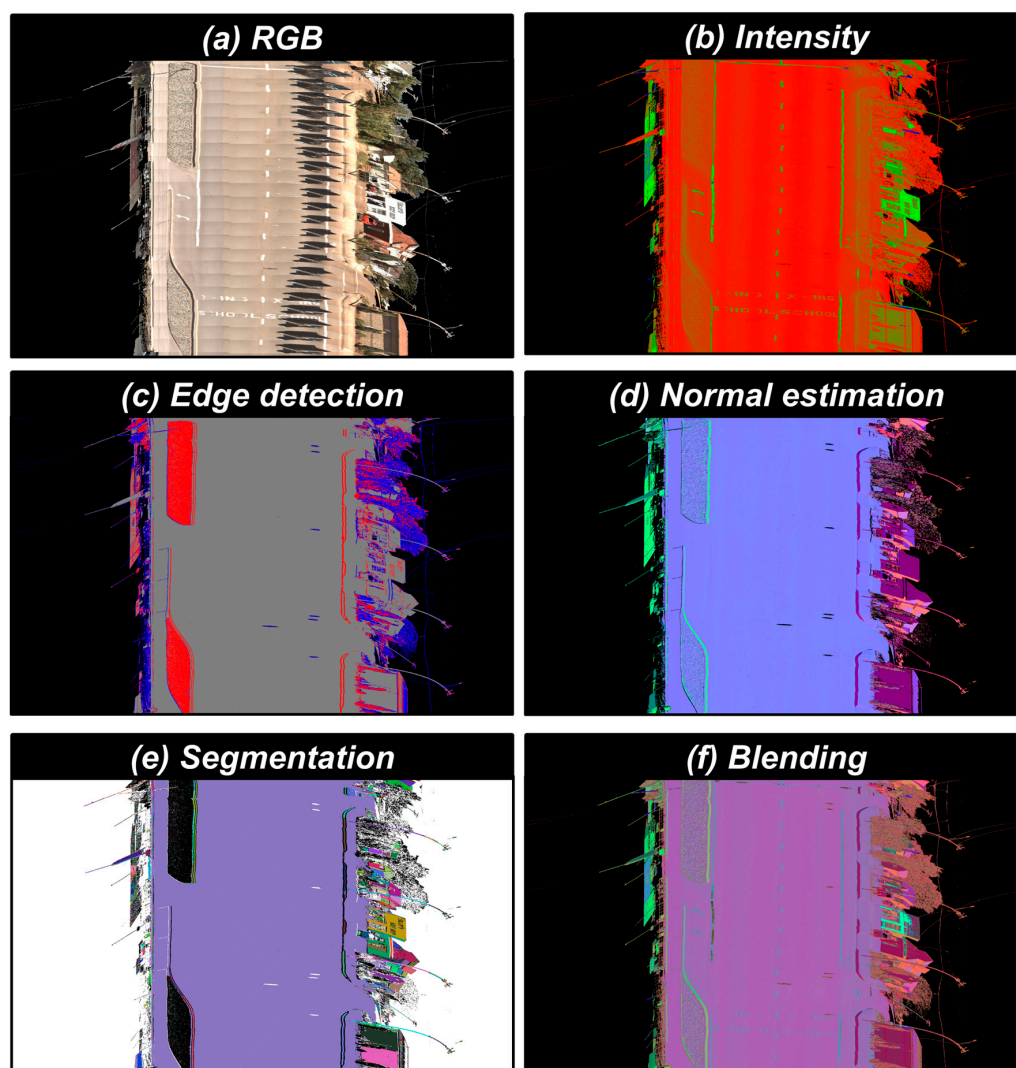 (a) RGB
(b) Intensity
(c) Edge detection
(d) Normal estimation
(e) Segmentation
(f) Blending